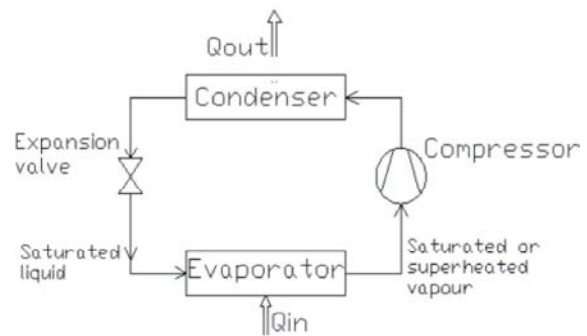 Qout
Condenser
Expansion
valve
Compressor
Saturated
liquid
Evaporator
Saturated or
superheated
vapour
Qin